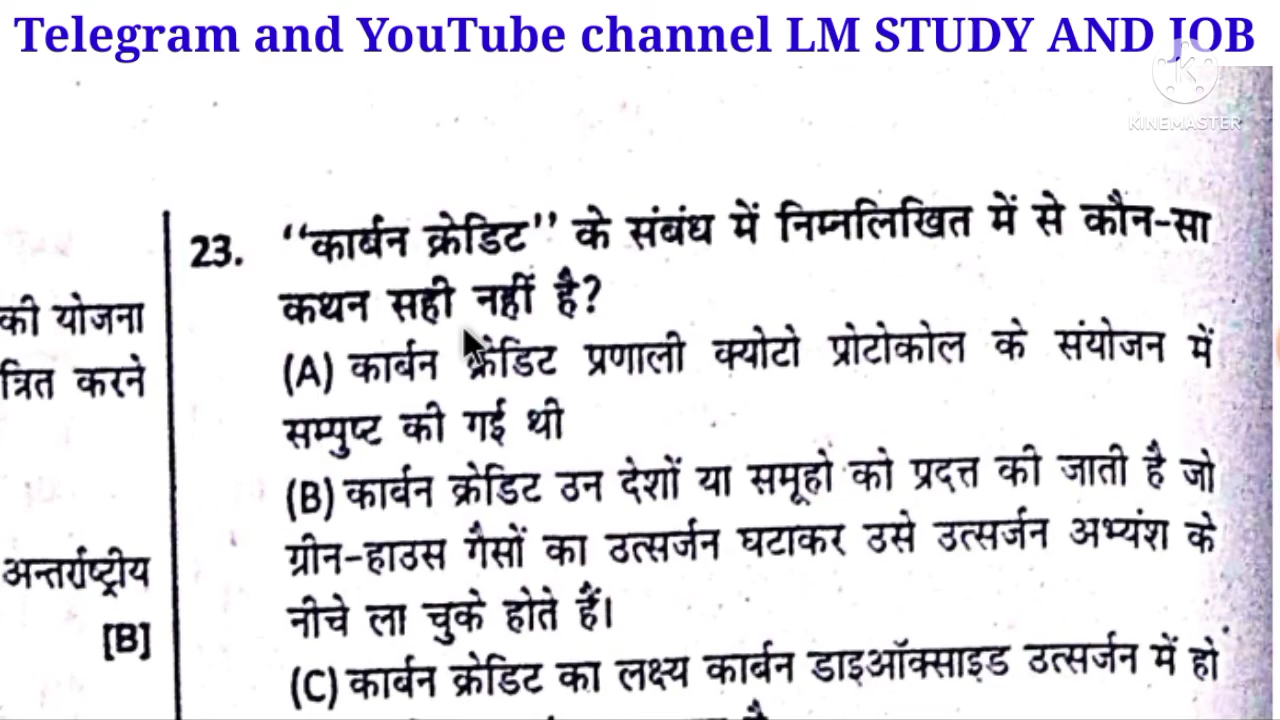 Telegram and YouTube channel LM STUDY AND JOB
KINEMASTER
23. ‘‘कार्बन क्रेडिट’’ के संबंध में निम्नलिखित में से कौन-सा
कथन सही नहीं है?
की योजना
(A) कार्बन क्रेडिट प्रणाली क्योटो प्रोटोकोल के संयोजन में
त्रित करने
सम्पुष्ट की गई थी
(B) कार्बन क्रेडिट उन देशों या समूहों को प्रदत्त की जाती है जो
ग्रीन-हाउस गैसों का उत्सर्जन घटाकर उसे उत्सर्जन अभ्यंश के
अन्तर्राष्ट्रीय
नीचे ला चुके होते हैं।
[B]
(C) कार्बन क्रेडिट का लक्ष्य कार्बन डाइऑक्साइड उत्सर्जन में हो
है